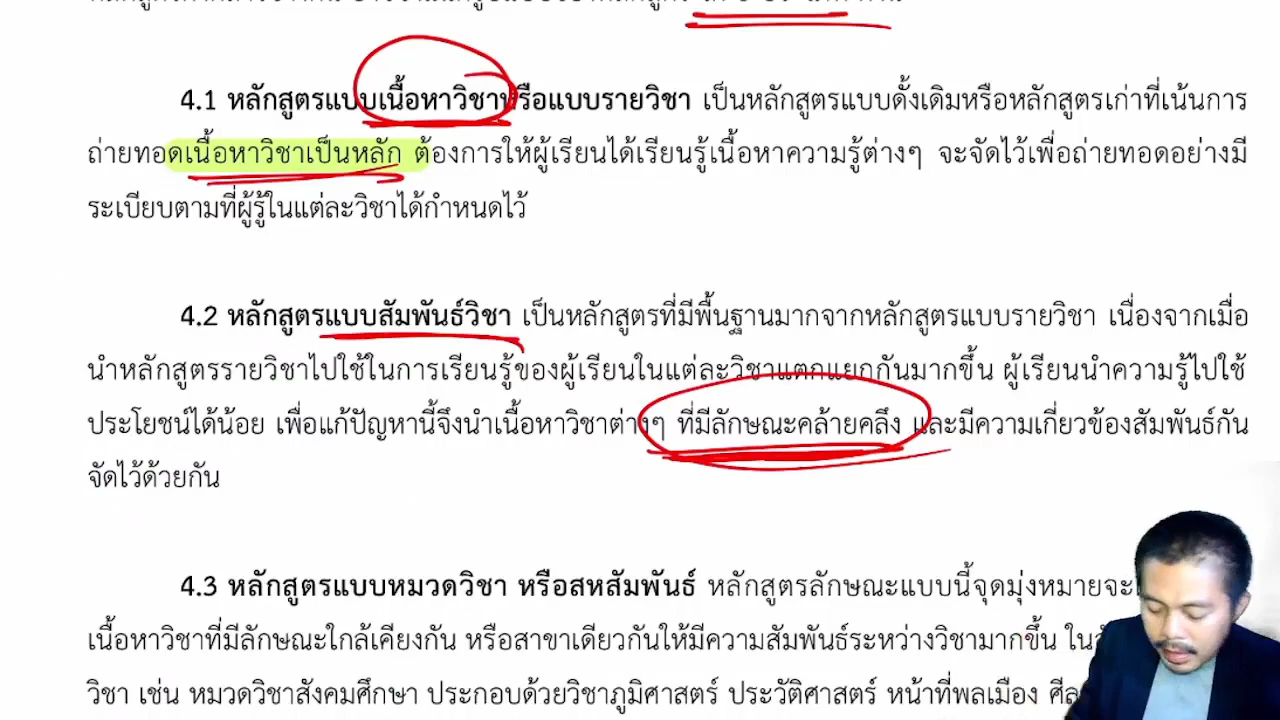 4.1 หลักสูตรแบบเนื้อหาวิชาหรือแบบรายวิชา เป็นหลักสูตรแบบดั้งเดิมหรือหลักสูตรเก่าที่เน้นการ
ถ่ายทอดเนื้อหาวิชาเป็นหลัก ต้องการให้ผู้เรียนได้เรียนรู้เนื้อหาความรู้ต่างๆ จะจัดไว้เพื่อถ่ายทอดอย่างมี
ระเบียบตามที่ผู้รู้ในแต่ละวิชาได้กำหนดไว้
4.2 หลักสูตรแบบสัมพันธ์วิชา เป็นหลักสูตรที่มีพื้นฐานมากจากหลักสูตรแบบรายวิชา เนื่องจากเมื่อ
นำหลักสูตรรายวิชาไปใช้ในการเรียนรู้ของผู้เรียนในแต่ละวิชาแตกแยกกันมากขึ้น ผู้เรียนนำความรู้ไปใช้
ประโยชน์ได้น้อย เพื่อแก้ปัญหานี้จึงนำเนื้อหาวิชาต่างๆ ที่มีลักษณะคล้ายคลึง และมีความเกี่ยวข้องสัมพันธ์กัน
จัดไว้ด้วยกัน
4.3 หลักสูตรแบบหมวดวิชา หรือสหสัมพันธ์ หลักสูตรลักษณะแบบนี้จุดมุ่งหมายจะ
เนื้อหาวิชาที่มีลักษณะใกล้เคียงกัน หรือสาขาเดียวกันให้มีความสัมพันธ์ระหว่างวิชามากขึ้น ใน
วิชา เช่น หมวดวิชาสังคมศึกษา ประกอบด้วยวิชาภูมิศาสตร์ ประวัติศาสตร์ หน้าที่พลเมือง